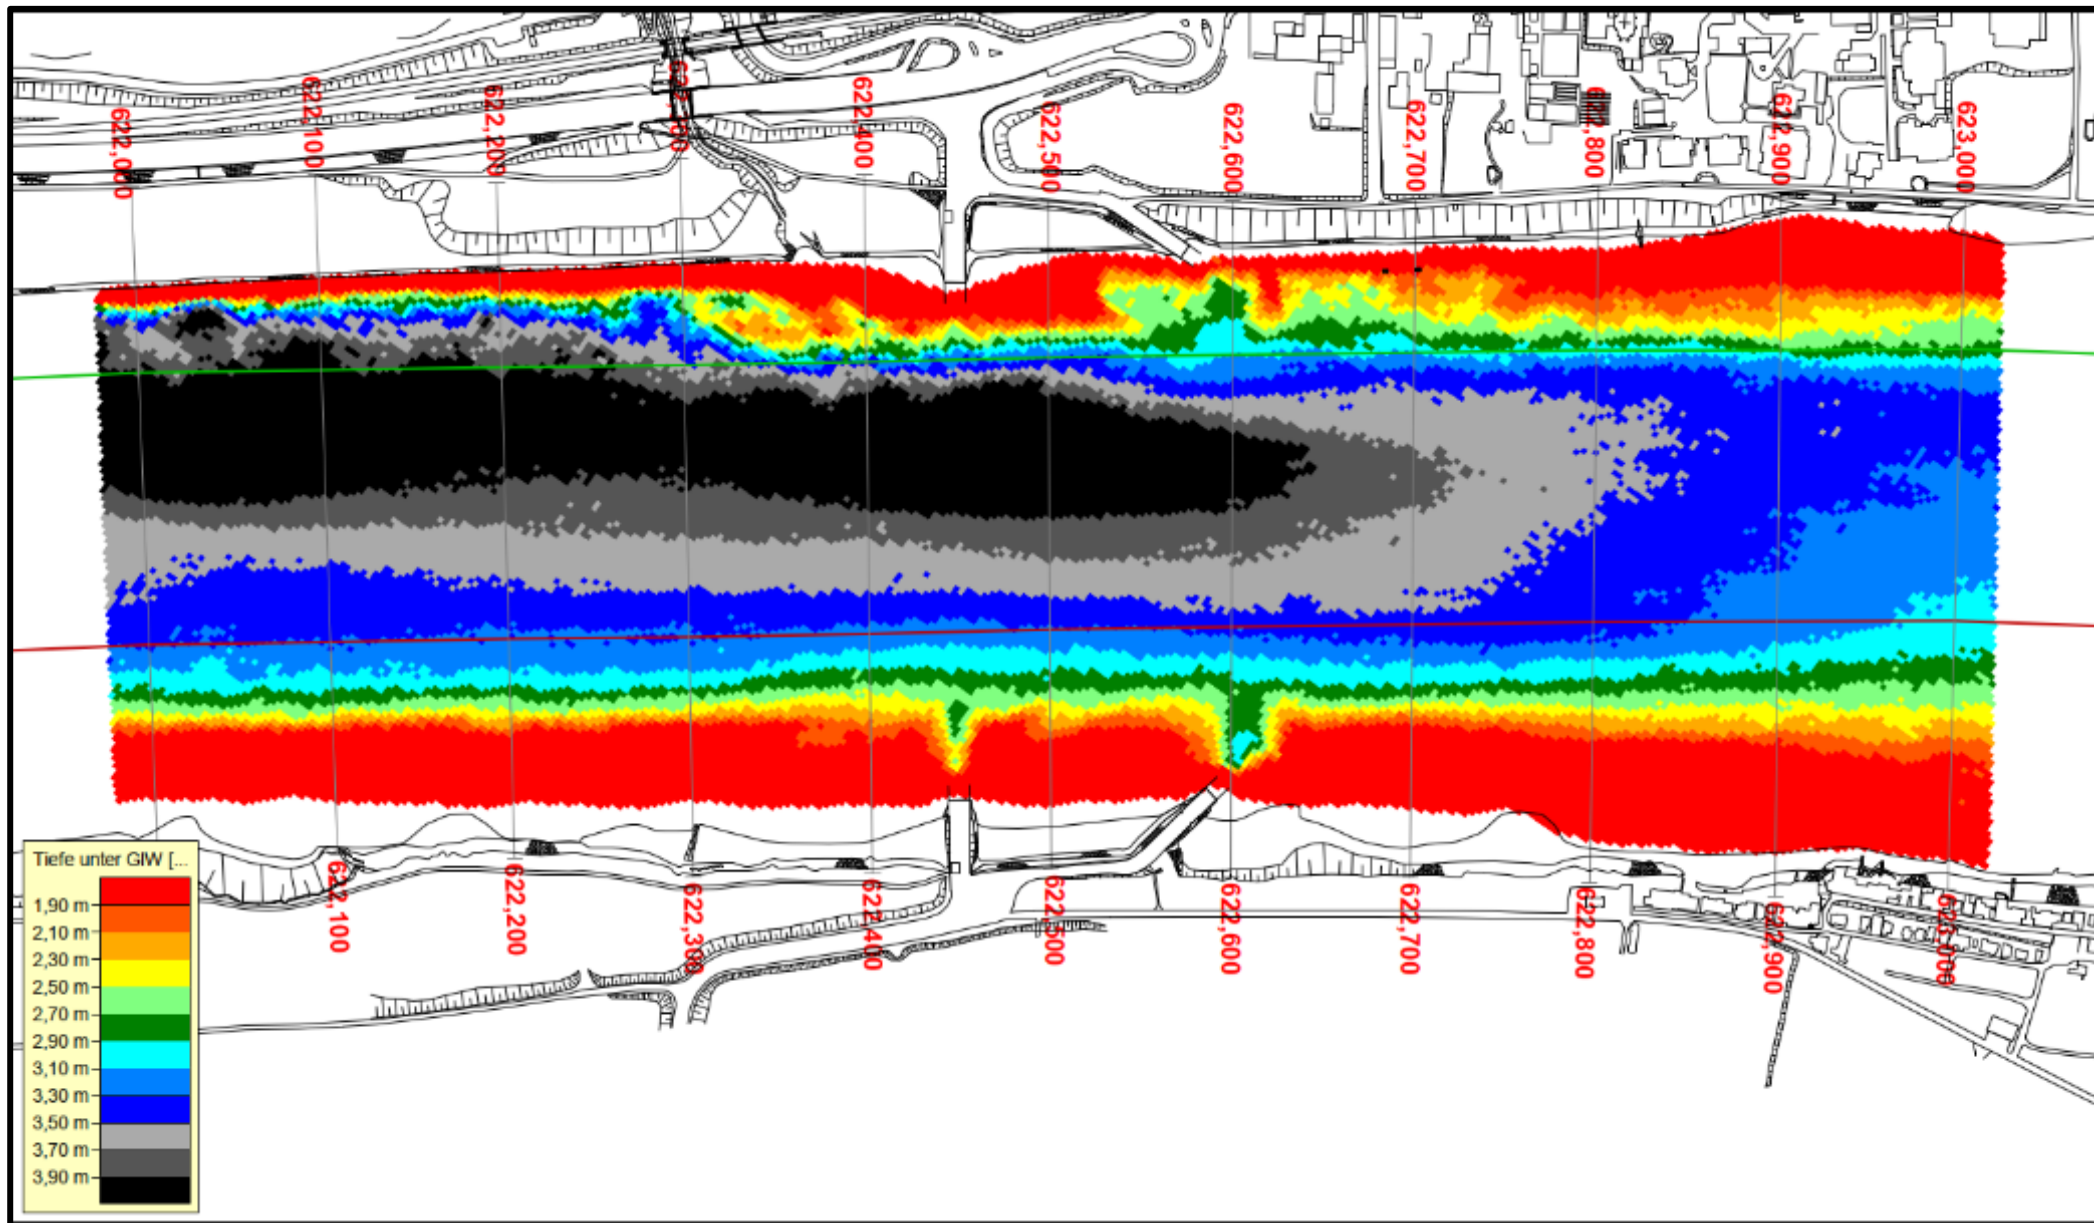 622,000
622,100
622,200
622,300
622,400
622,500
622,600
622,700
622,800
622,900
623,000
Tiefe unter GlW [...
1,90 m
2,10 m
2,30 m
2,50 m
2,70 m
2,90 m
3,10 m
3,30 m
3,50 m
3,70 m
3,90 m
622,100
622,200
622,300
622,400
622,500
622,600
622,700
622,800
622,900
623,000